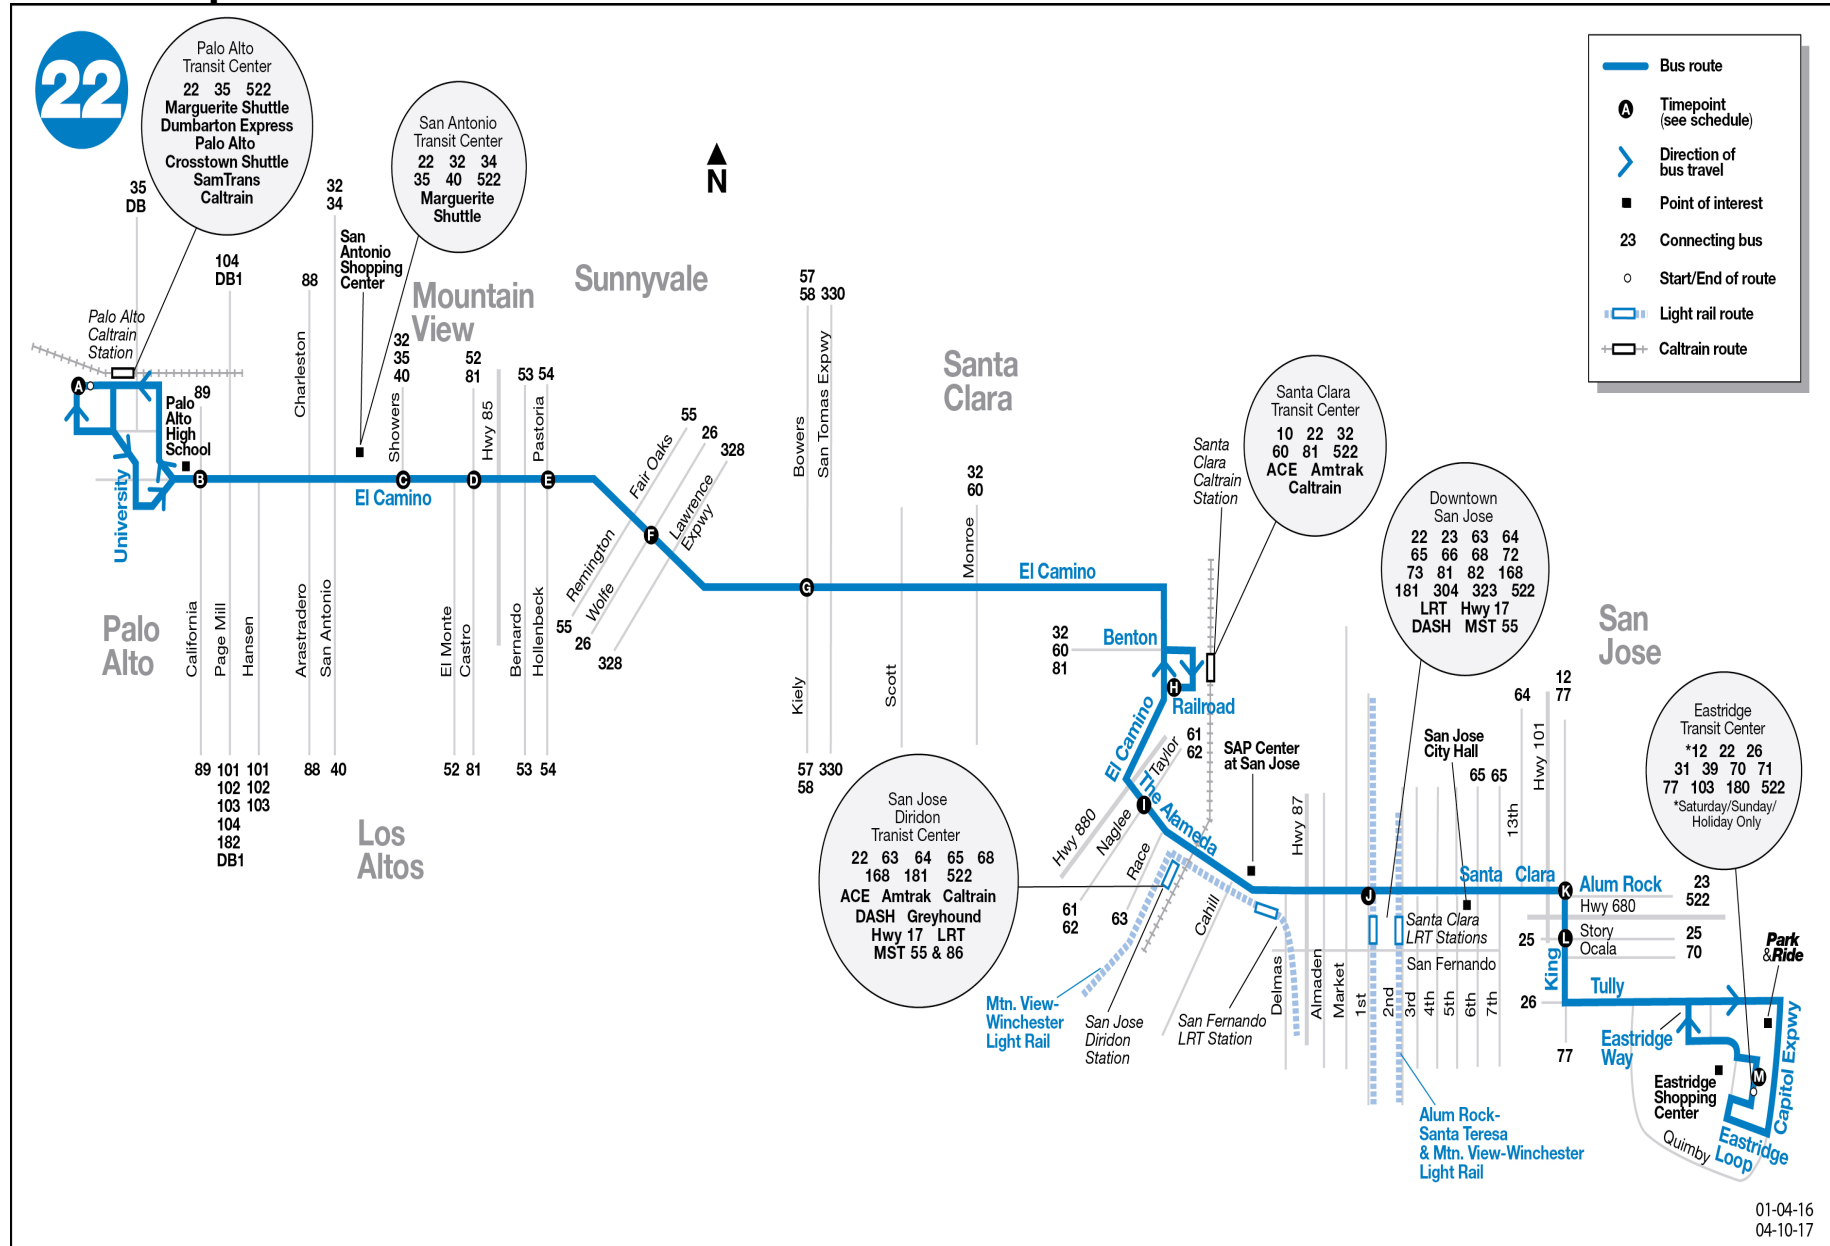 22
Palo Alto
Transit Center
22 35 522
Marguerite Shuttle
Dumbarton Express
Palo Alto
Crosstown Shuttle
SamTrans
Caltrain
San Antonio
Transit Center
22 32 34
35 40 522
Marguerite
Shuttle
N
Bus route
A
Timepoint
(see schedule)
Direction of
bus travel
Point of interest
23
Connecting bus
Start/End of route
Light rail route
Caltrain route
35
DB
32
34
San
Antonio
Shopping
Center
104
DB1
88
Mountain
View
Sunnyvale
57
58 330
Palo Alto
Caltrain
Station
Charleston
32
35
40
52
81
53 54
Santa
Clara
A
89
Palo
Alto
High
School
Showers
Hwy 85
Pastoria
Fair Oaks
55
26
328
Bowers
San Tomas Expwy
Santa
Clara
Caltrain
Station
Santa Clara
Transit Center
10 22 32
60 81 522
ACE Amtrak
Caltrain
B
C
D
E
El Camino
University
Lawrence
Expwy
F
32
60
Monroe
Downtown
San Jose
22 23 63 64
65 66 68 72
73 81 82 168
181 304 323 522
LRT Hwy 17
DASH MST 55
Remington
Wolfe
55
26
328
G
El Camino
Palo
Alto
California
Page Mill
Hansen
Arastradero
San Antonio
El Monte
Castro
Bernardo
Hollenbeck
Kiely
Scott
32
60
81
Benton
H
Railroad
San
Jose
89
101
102
103
104
182
DB1
101
102
103
88 40
52 81
53 54
57 330
58
Los
Altos
El Camino
Taylor
61
62
SAP Center
at San Jose
San Jose
City Hall
65 65
64
12
77
Hwy 101
13th
Eastridge
Transit Center
*12 22 26
31 39 70 71
77 103 180 522
*Saturday/Sunday/
Holiday Only
San Jose
Diridon
Tranist Center
22 63 64 65 68
168 181 522
ACE Amtrak Caltrain
DASH Greyhound
Hwy 17 LRT
MST 55 & 86
I
The Alameda
Hwy 880
Naglee
Race
61
62
63
Cahill
Hwy 87
J
Santa Clara
K
Alum Rock
23
522
Hwy 680
Santa Clara
LRT Stations
San Fernando
25
L
Story
25
Ocala
70
King
Park
&Ride
26
Tully
Mtn. View-
Winchester
Light Rail
San Jose
Diridon
Station
San Fernando
LRT Station
Delmas
Almaden
Market
1st
2nd
3rd
4th
5th
6th
7th
77
Eastridge
Way
Capitol Expwy
M
Eastridge
Shopping
Center
Quimby
Eastridge
Loop
Alum Rock-
Santa Teresa
& Mtn. View-Winchester
Light Rail
01-04-16
04-10-17